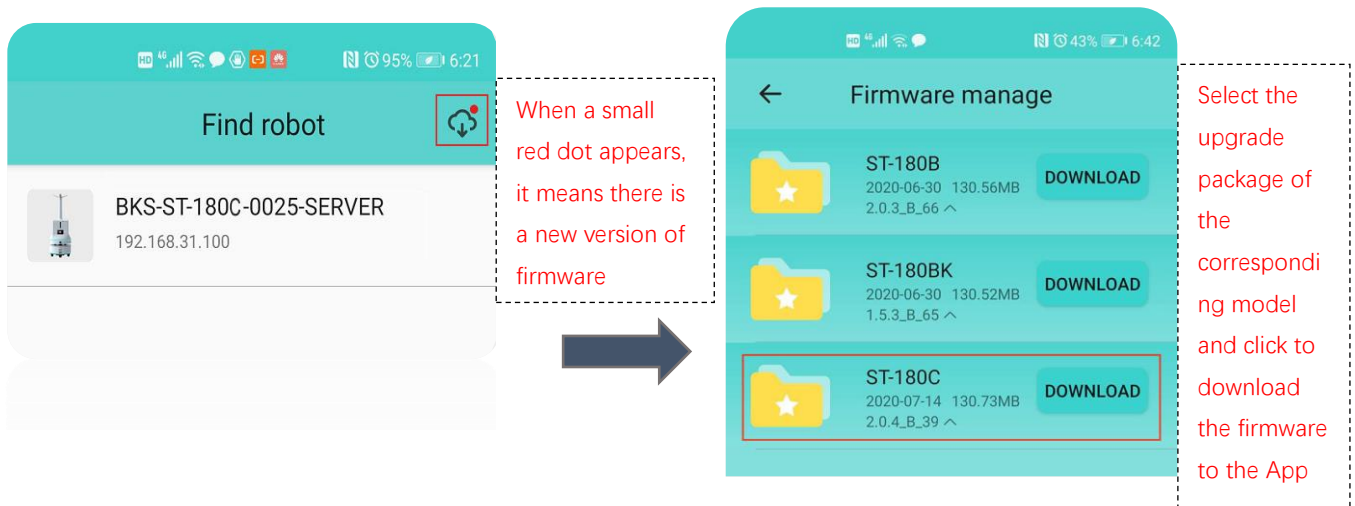 HD 4G 95% 6:21
Find robot
BKS-ST-180C-0025-SERVER
192.168.31.100
When a small
red dot appears,
it means there is
a new version of
firmware
HD 4G 43% 6:42
Firmware manage
ST-180B
2020-06-30 130.56MB
2.0.3_B_66
DOWNLOAD
ST-180BK
2020-06-30 130.52MB
1.5.3_B_65
DOWNLOAD
ST-180C
2020-07-14 130.73MB
2.0.4_B_39
DOWNLOAD
Select the
upgrade
package of
the
correspondi
ng model
and click to
download
the firmware
to the App